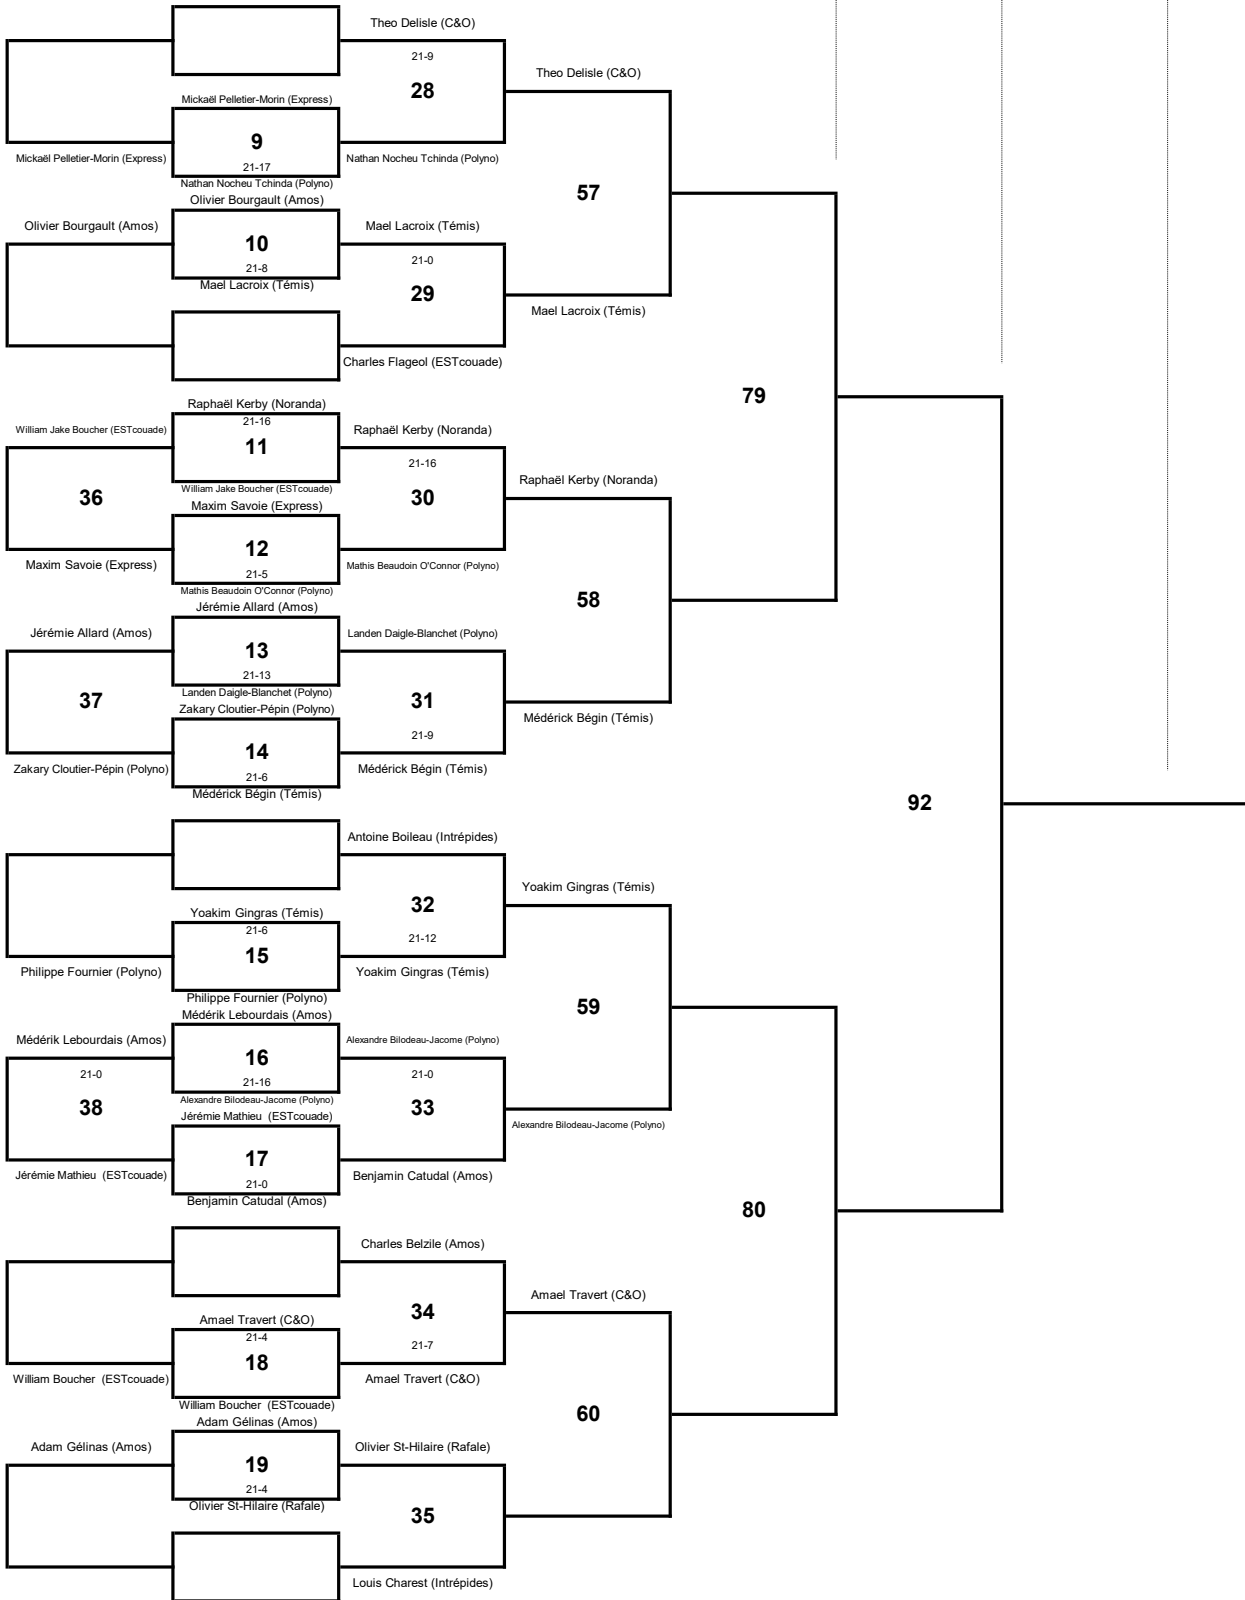 Theo Delisle (C&O)
21-9
Theo Delisle (C&O)
28
Mickaël Pelletier-Morin (Express)
9
Mickaël Pelletier-Morin (Express)
21-17
Nathan Nocheu Tchinda (Polyno)
Nathan Nocheu Tchinda (Polyno)
57
Olivier Bourgault (Amos)
Olivier Bourgault (Amos)
10
Mael Lacroix (Témis)
21-8
21-0
Mael Lacroix (Témis)
29
Mael Lacroix (Témis)
Charles Flageol (ESTcouade)
79
Raphaël Kerby (Noranda)
William Jake Boucher (ESTcouade)
21-16
11
Raphaël Kerby (Noranda)
21-16
Raphaël Kerby (Noranda)
William Jake Boucher (ESTcouade)
36
30
Maxim Savoie (Express)
12
Maxim Savoie (Express)
21-5
Mathis Beaudoin O'Connor (Polyno)
Mathis Beaudoin O'Connor (Polyno)
58
Jérémie Allard (Amos)
Jérémie Allard (Amos)
13
Landen Daigle-Blanchet (Polyno)
21-13
Landen Daigle-Blanchet (Polyno)
37
31
Zakary Cloutier-Pépin (Polyno)
Médérick Bégin (Témis)
21-9
14
Zakary Cloutier-Pépin (Polyno)
21-6
Médérick Bégin (Témis)
Médérick Bégin (Témis)
92
Antoine Boileau (Intrépides)
Yoakim Gingras (Témis)
32
Yoakim Gingras (Témis)
21-6
21-12
15
Philippe Fournier (Polyno)
Yoakim Gingras (Témis)
Philippe Fournier (Polyno)
59
Médérik Lebourdais (Amos)
Médérik Lebourdais (Amos)
16
Alexandre Bilodeau-Jacome (Polyno)
21-0
21-16
21-0
Alexandre Bilodeau-Jacome (Polyno)
38
33
Jérémie Mathieu  (ESTcouade)
Alexandre Bilodeau-Jacome (Polyno)
17
Jérémie Mathieu  (ESTcouade)
21-0
Benjamin Catudal (Amos)
Benjamin Catudal (Amos)
80
Charles Belzile (Amos)
Amael Travert (C&O)
34
Amael Travert (C&O)
21-4
21-7
18
William Boucher  (ESTcouade)
Amael Travert (C&O)
William Boucher  (ESTcouade)
60
Adam Gélinas (Amos)
Adam Gélinas (Amos)
19
Olivier St-Hilaire (Rafale)
21-4
Olivier St-Hilaire (Rafale)
35
Louis Charest (Intrépides)